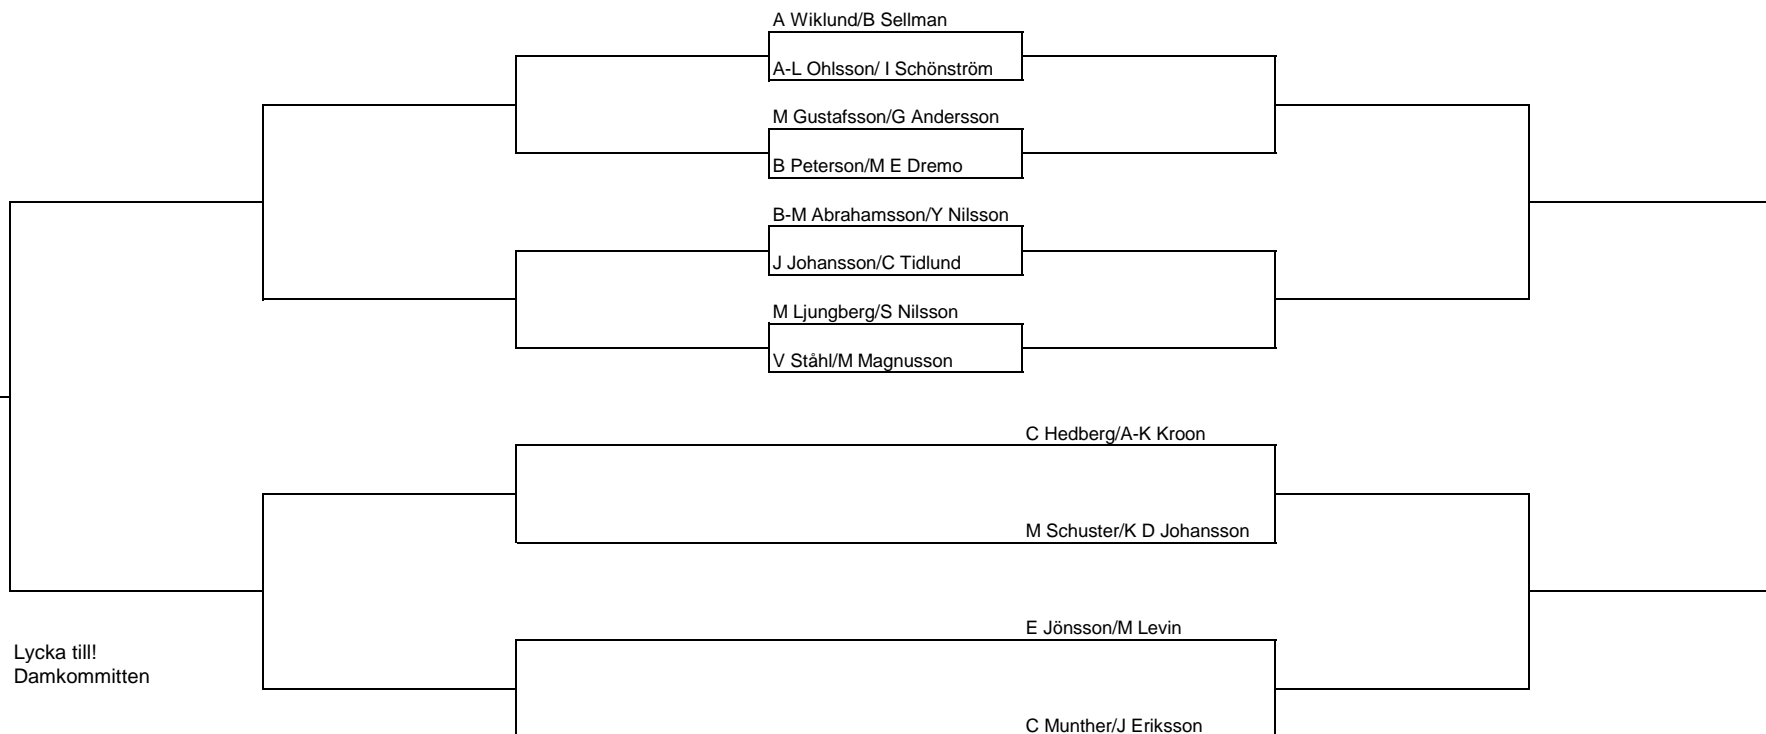 A Wiklund/B Sellman
A-L Ohlsson/ I Schönström
M Gustafsson/G Andersson
B Peterson/M E Dremo
B-M Abrahamsson/Y Nilsson
J Johansson/C Tidlund
M Ljungberg/S Nilsson
V Ståhl/M Magnusson
C Hedberg/A-K Kroon
M Schuster/K D Johansson
E Jönsson/M Levin
Lycka till!
Damkommitten
C Munther/J Eriksson